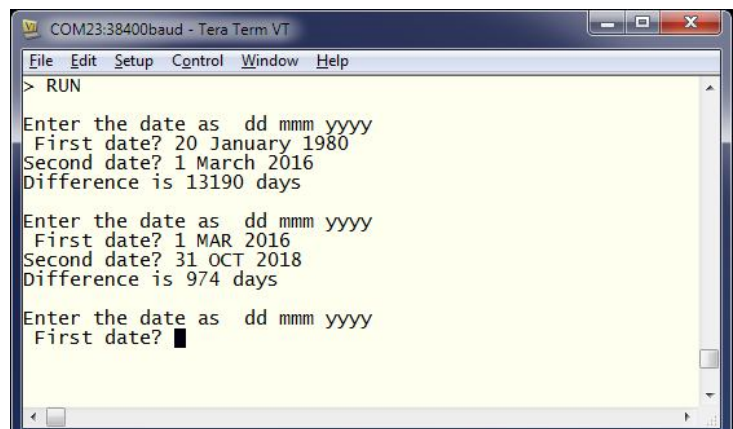 COM23:38400baud - Tera Term VT
File Edit Setup Control Window Help
> RUN
Enter the date as  dd mmm yyyy
 First date? 20 January 1980
Second date? 1 March 2016
Difference is 13190 days
Enter the date as  dd mmm yyyy
 First date? 1 MAR 2016
Second date? 31 OCT 2018
Difference is 974 days
Enter the date as  dd mmm yyyy
 First date?